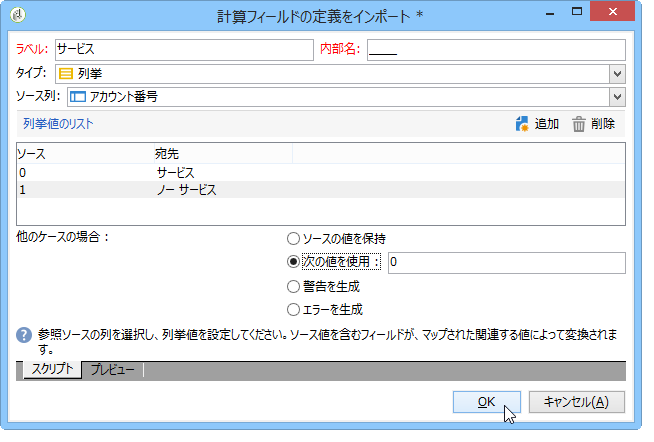 計算フィールドの定義をインポート *
ラベル: サービス 内部名: _____
タイプ: 列挙
ソース列: アカウント番号
列挙値のリスト 追加 削除
ソース 宛先
0 サービス
1 ノー サービス
他のケースの場合 : ソースの値を保持
次の値を使用 : 0
警告を生成
エラーを生成
参照ソースの列を選択し、列挙値を設定してください。ソース値を含むフィールドが、マップされた関連する値によって変換されま
す。
スクリプト プレビュー
OK キャンセル(A)